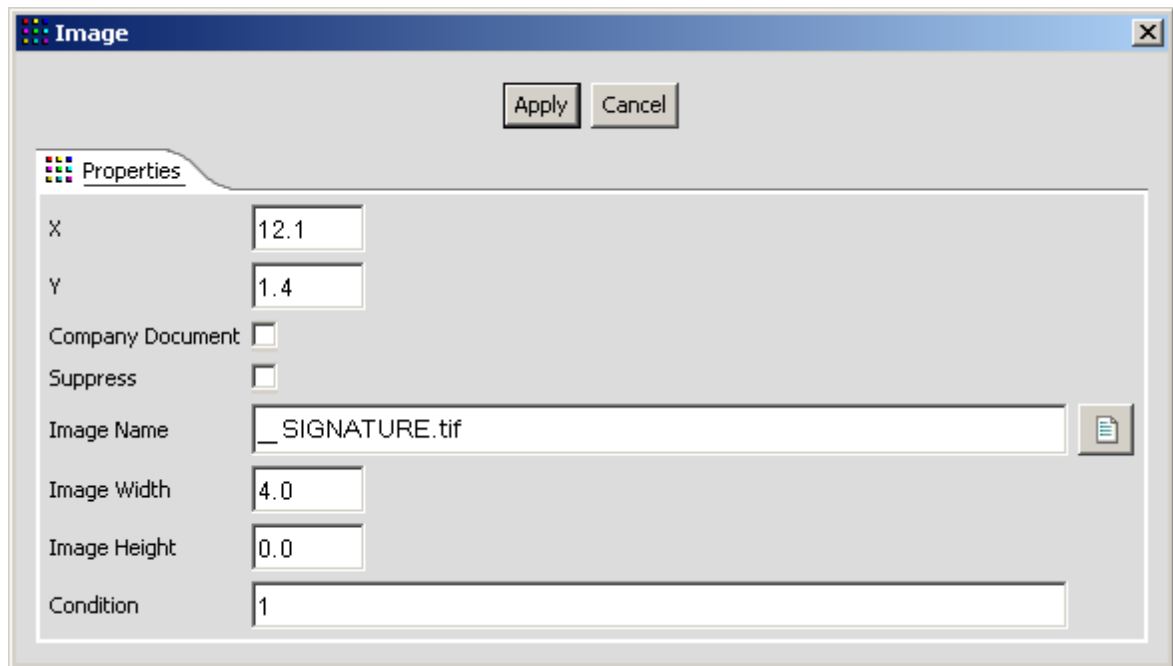 Image
Apply Cancel
Properties
X 12.1
Y 1.4
Company Document
Suppress
Image Name __SIGNATURE.tif
Image Width 4.0
Image Height 0.0
Condition 1